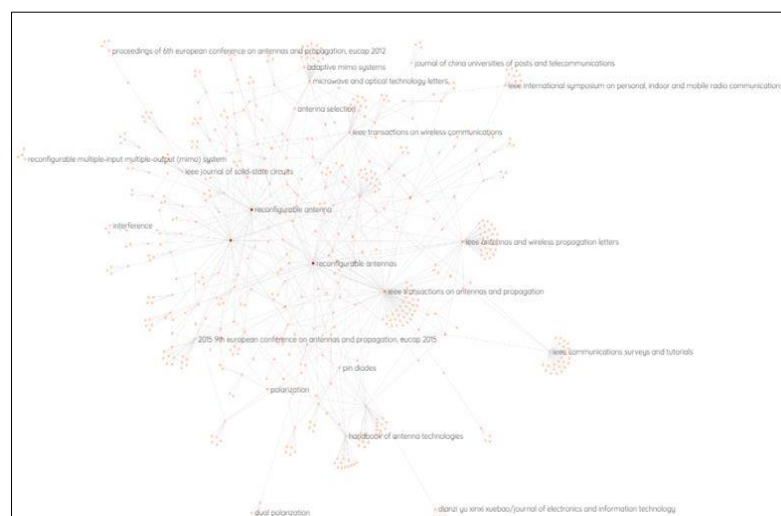 proceedings of 6th european conference on antennas and propagation, eucap 2012
journal of china universities of posts and telecommunications
adaptive mimo systems
microwave and optical technology letters
ieee international symposium on personal, indoor and mobile radio communications
antenna selection
ieee transactions on wireless communications
reconfigurable multiple-input multiple-output (mimo) system
ieee journal of solid-state circuits
reconfigurable antenna
interference
ieee antennas and wireless propagation letters
reconfigurable antennas
ieee transactions on antennas and propagation
2015 9th european conference on antennas and propagation, eucap 2015
ieee communications surveys and tutorials
pin diodes
polarization
handbook of antenna technologies
dual polarization
dianzi yu xinxi xuebao/journal of electronics and information technology